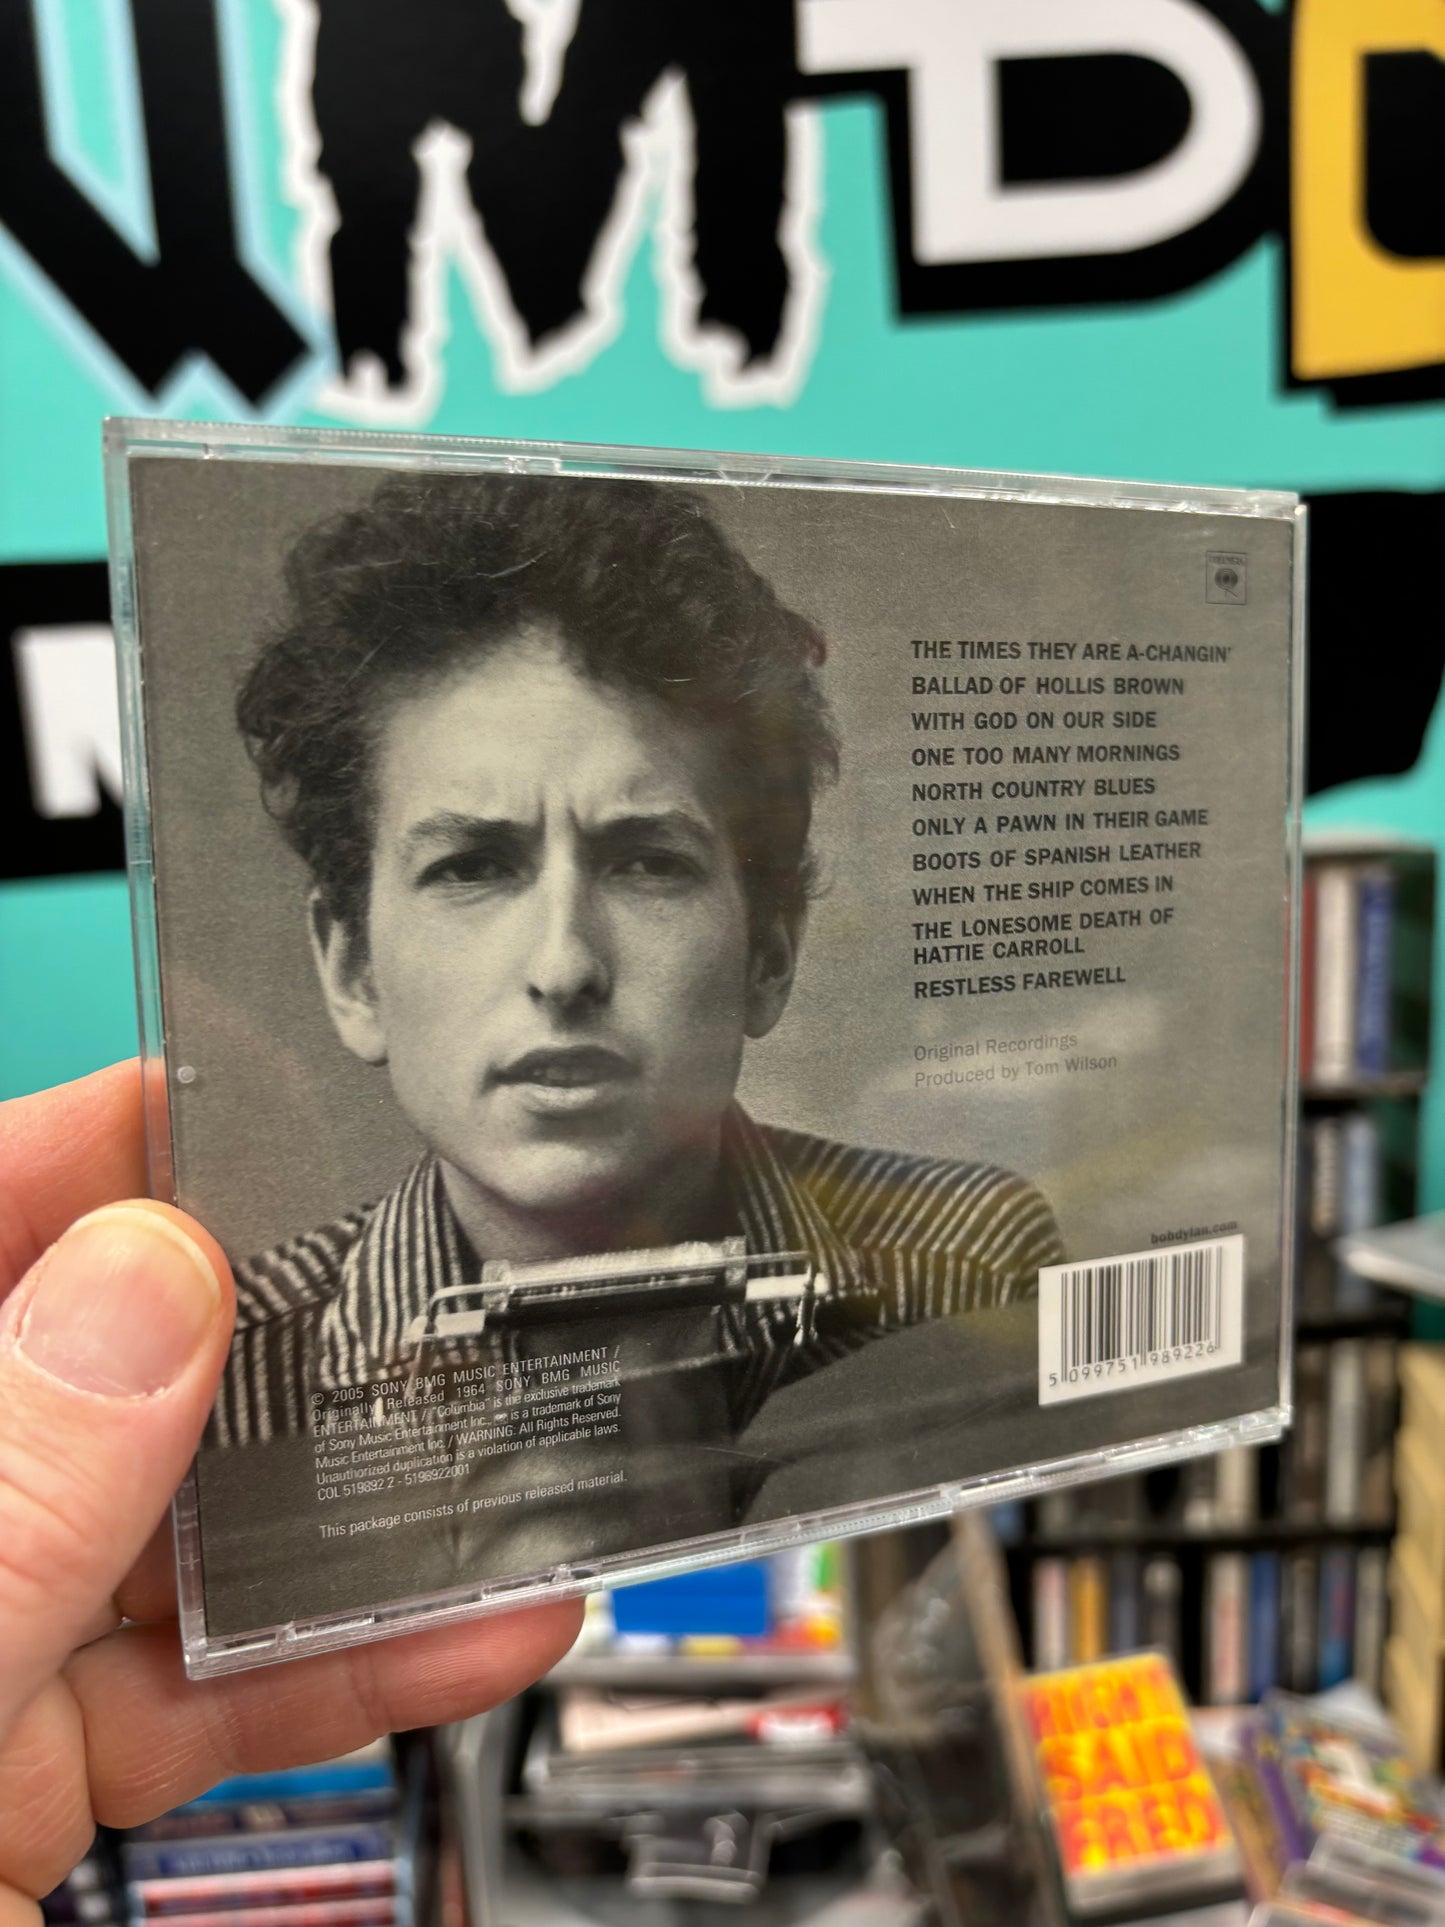 THE TIMES THEY ARE A-CHANGIN'
BALLAD OF HOLLIS BROWN
WITH GOD ON OUR SIDE
ONE TOO MANY MORNINGS
NORTH COUNTRY BLUES
ONLY A PAWN IN THEIR GAME
BOOTS OF SPANISH LEATHER
WHEN THE SHIP COMES IN
THE LONESOME DEATH OF
HATTIE CARROLL
RESTLESS FAREWELL
Original Recordings
Produced by Tom Wilson
bobdylan.com
5 099751 989226
© 2005 SONY BMG MUSIC ENTERTAINMENT /
Originally Released 1964 SONY BMG MUSIC
ENTERTAINMENT / "Columbia" is the exclusive trademark
of Sony Music Entertainment Inc., is a trademark of Sony
Music Entertainment Inc. / WARNING: All Rights Reserved.
Unauthorized duplication is a violation of applicable laws.
COL 519892 2 - 5198922001
This package consists of previous released material.
RIGHT
SAID
FRED